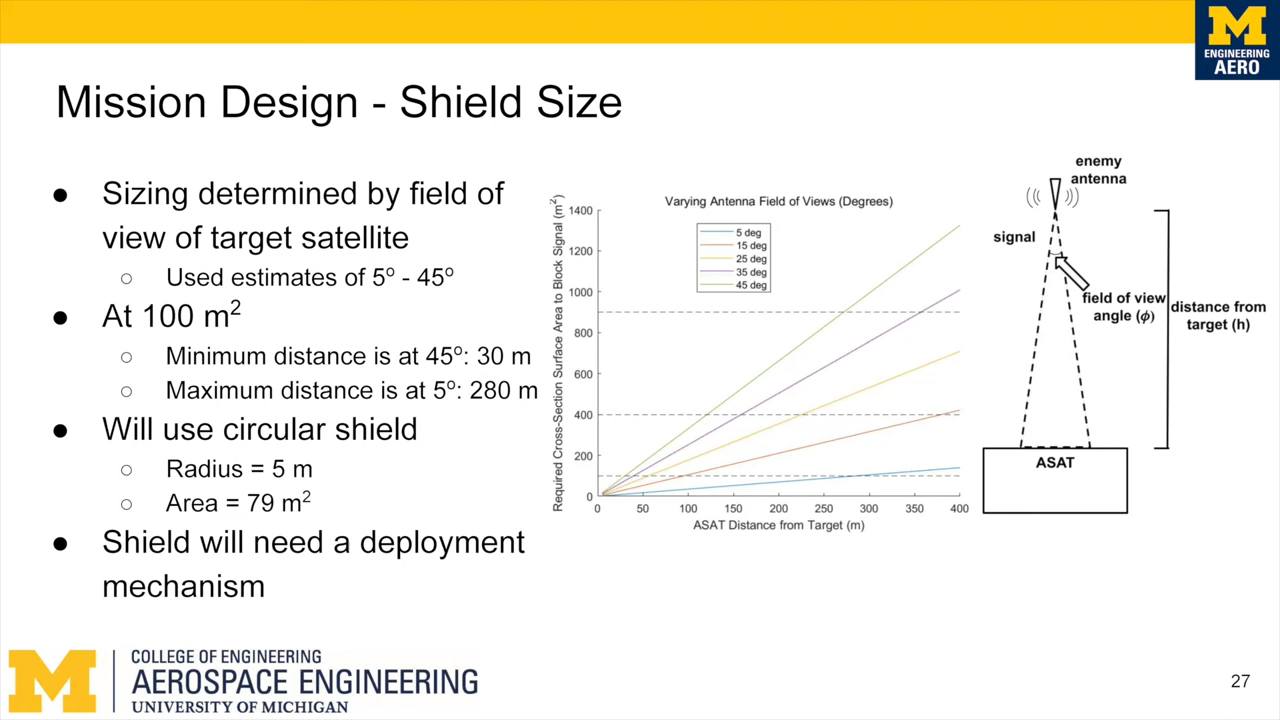 M
ENGINEERING
AERO
Mission Design - Shield Size
● Sizing determined by field of
view of target satellite
○ Used estimates of 5º - 45º
● At 100 m²
○ Minimum distance is at 45º: 30 m
○ Maximum distance is at 5º: 280 m
● Will use circular shield
○ Radius = 5 m
○ Area = 79 m²
● Shield will need a deployment
mechanism
Varying Antenna Field of Views (Degrees)
Required Cross-Section Surface Area to Block Signal (m²)
1400
1200
1000
800
600
400
200
0
5 deg
15 deg
25 deg
35 deg
45 deg
0 50 100 150 200 250 300 350 400
ASAT Distance from Target (m)
enemy
antenna
signal
field of view
angle (ϕ)
distance from
target (h)
ASAT
M
COLLEGE OF ENGINEERING
AEROSPACE ENGINEERING
UNIVERSITY OF MICHIGAN
27